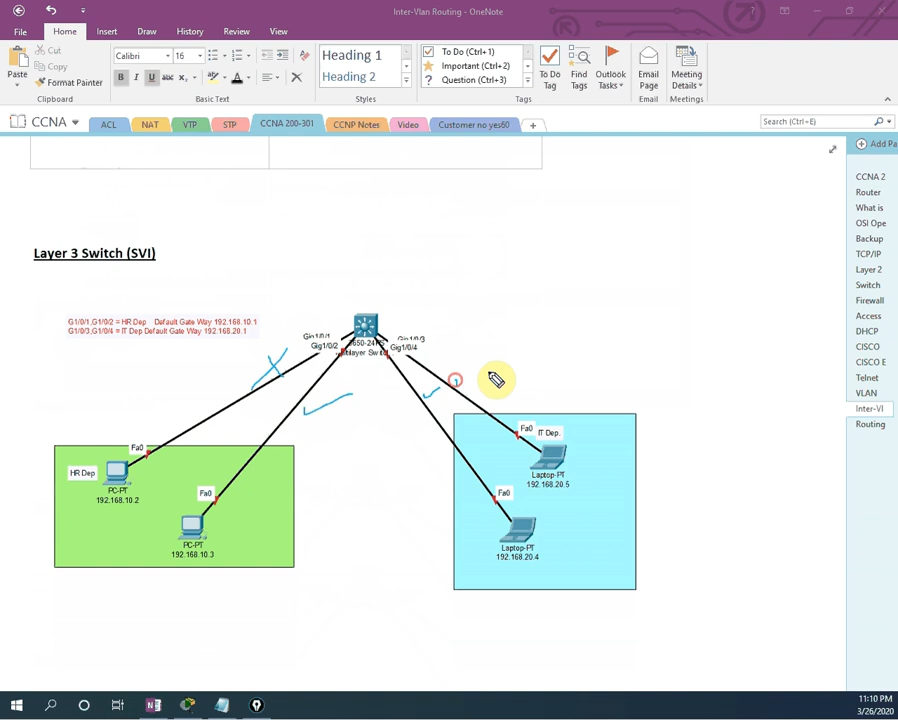 Inter-Vlan Routing - OneNote
File
Home
Insert
Draw
History
Review
View
Paste
Cut
Copy
Format Painter
Clipboard
Calibri
16
B
I
U
abc
A
Basic Text
Heading 1
Heading 2
Styles
To Do (Ctrl+1)
Important (Ctrl+2)
Question (Ctrl+3)
To Do
Tag
Find
Tags
Outlook
Tasks
Tags
Email
Page
Email
Meeting
Details
Meetings
CCNA
ACL
NAT
VTP
STP
CCNA 200-301
CCNP Notes
Video
Customer no yes60
Search (Ctrl+E)
Add Pa
CCNA 2
Router
What is
OSI Ope
Backup
TCP/IP
Layer 2
Switch
Firewall
Access
DHCP
CISCO
CISCO E
Telnet
VLAN
Inter-Vl
Routing
Layer 3 Switch (SVI)
G1/0/1,G1/0/2 = HR Dep Default Gate Way 192.168.10.1
G1/0/3,G1/0/4 = IT Dep Default Gate Way 192.168.20.1
Gig1/0/1
Gig1/0/2
Gig1/0/3
Gig1/0/4
3650-24PS
Fa0
HR Dep
PC-PT
192.168.10.2
Fa0
PC-PT
192.168.10.3
Fa0
IT Dep.
Laptop-PT
192.168.20.5
Fa0
Laptop-PT
192.168.20.4
11:10 PM
3/26/2020